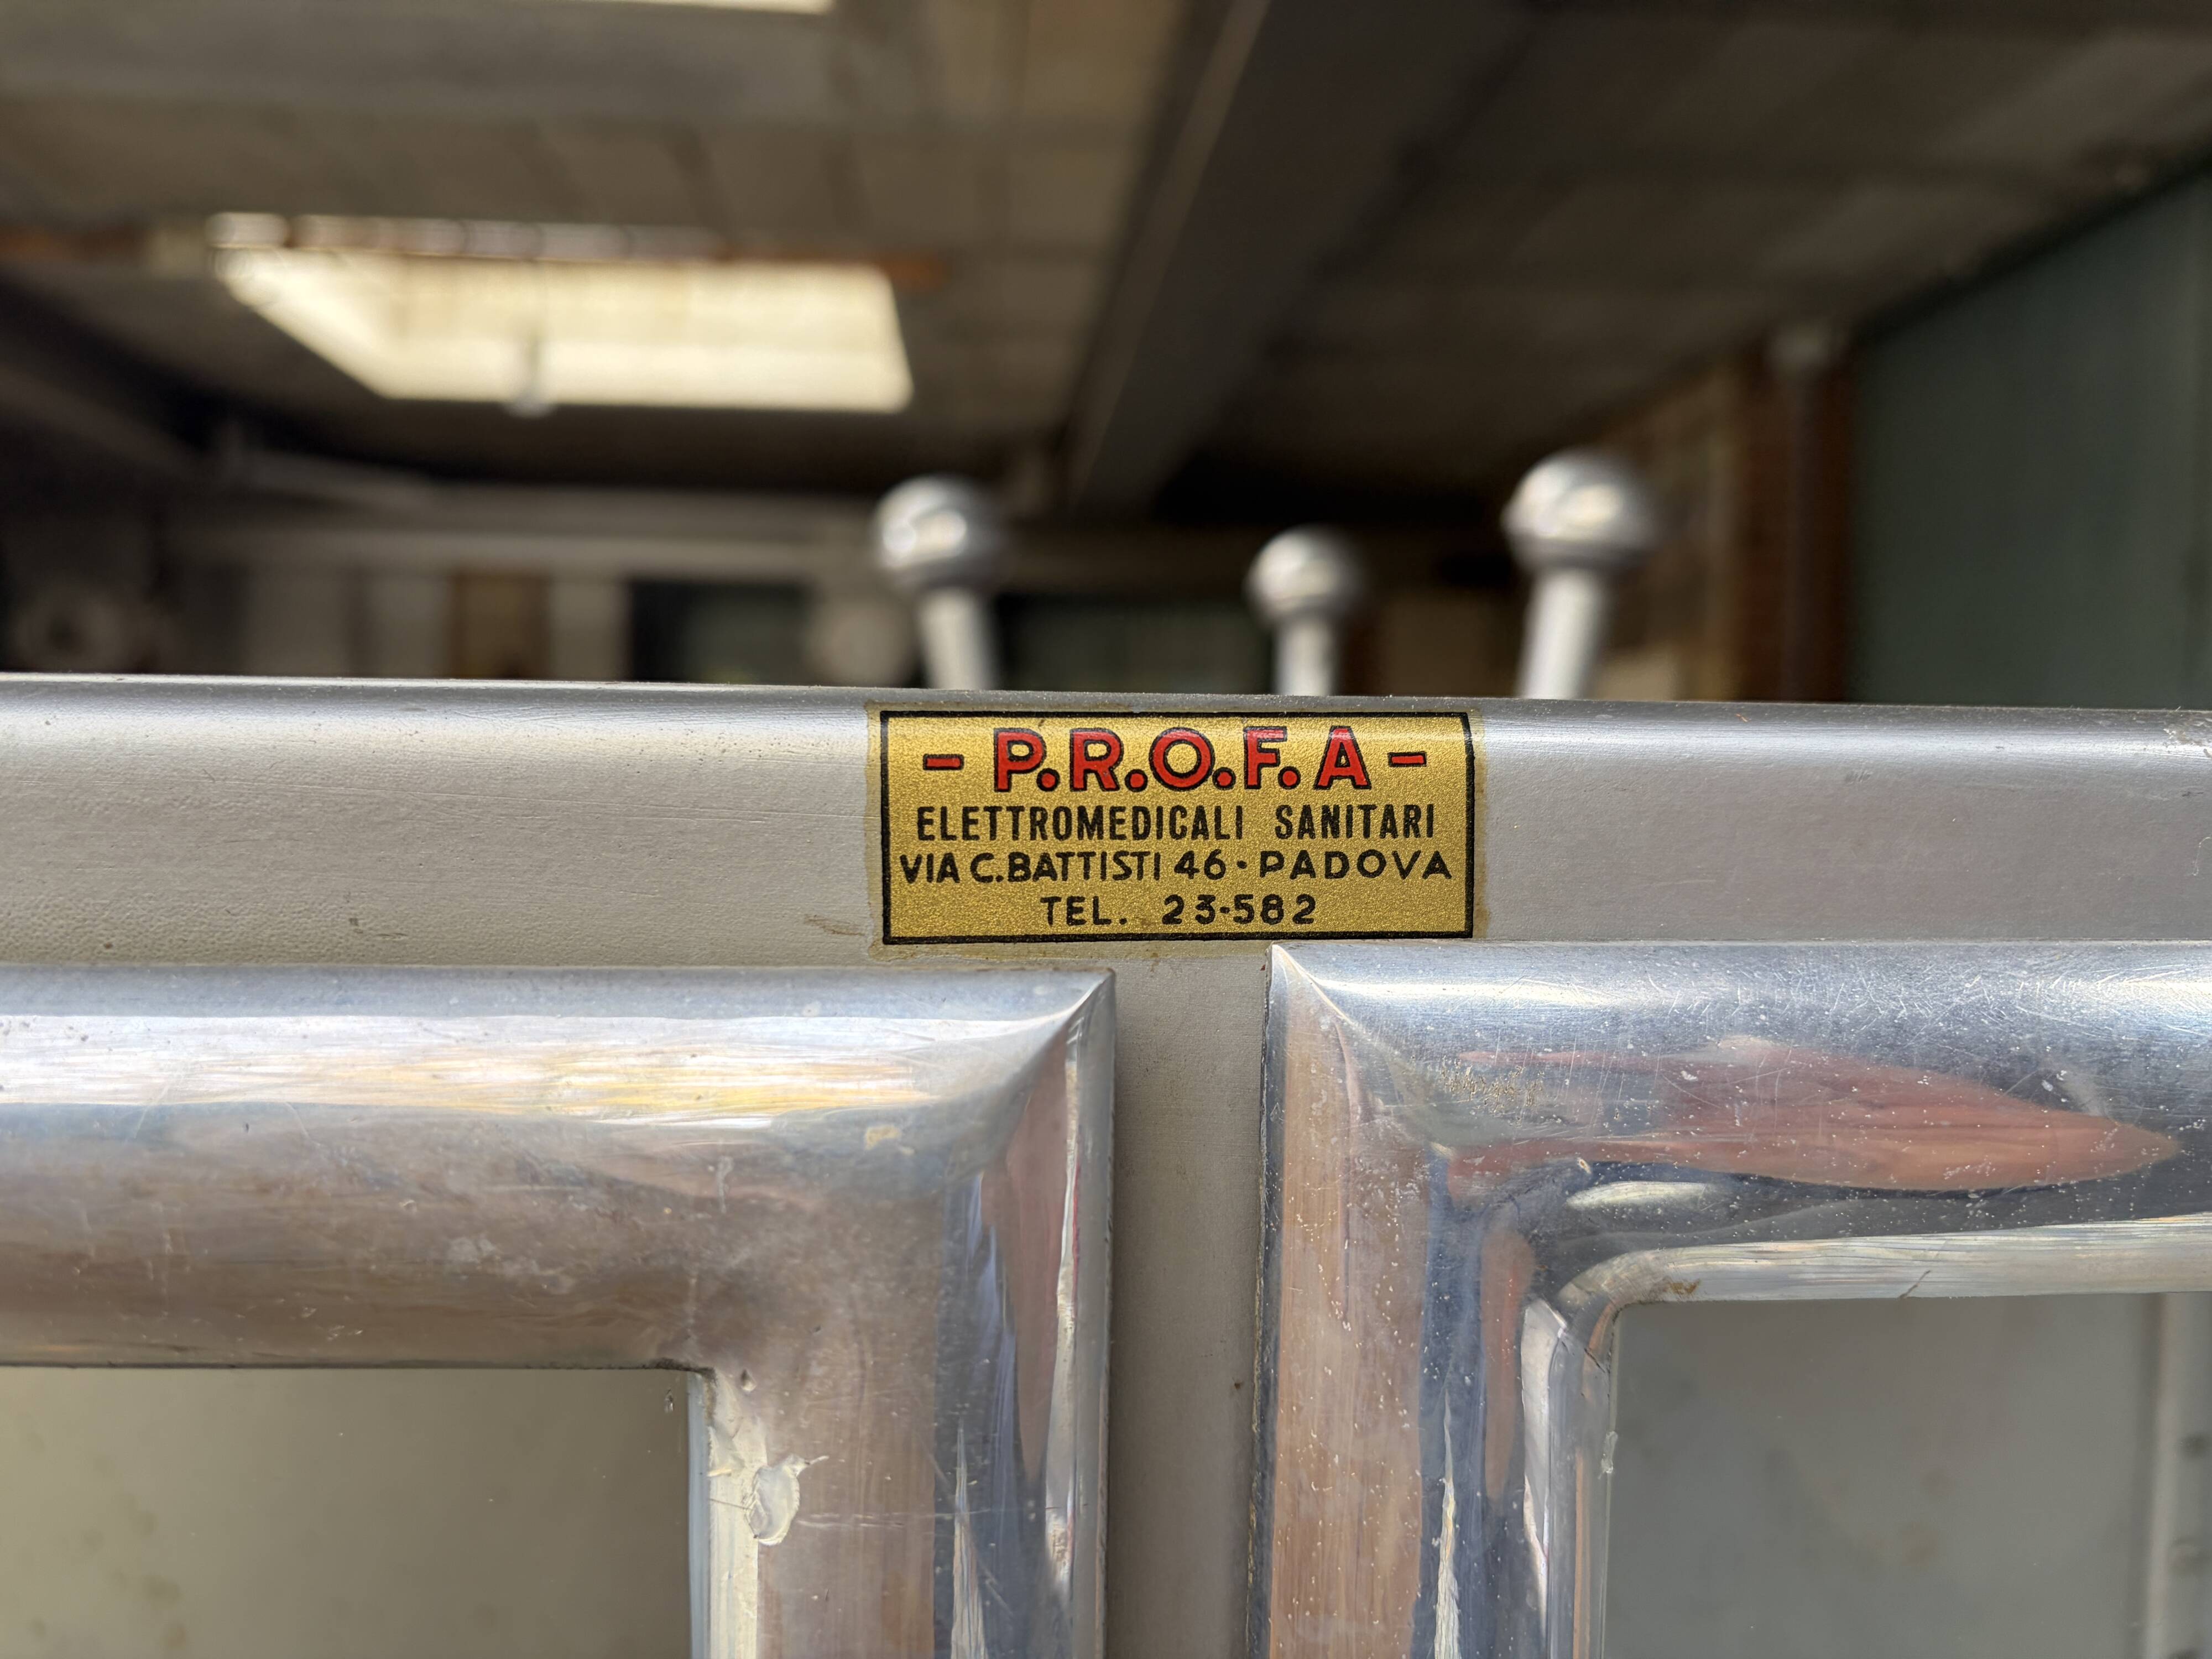 - P.R.O.F.A -
ELETTROMEDICALI SANITARI
VIA C.BATTISTI 46·PADOVA
TEL. 23·582